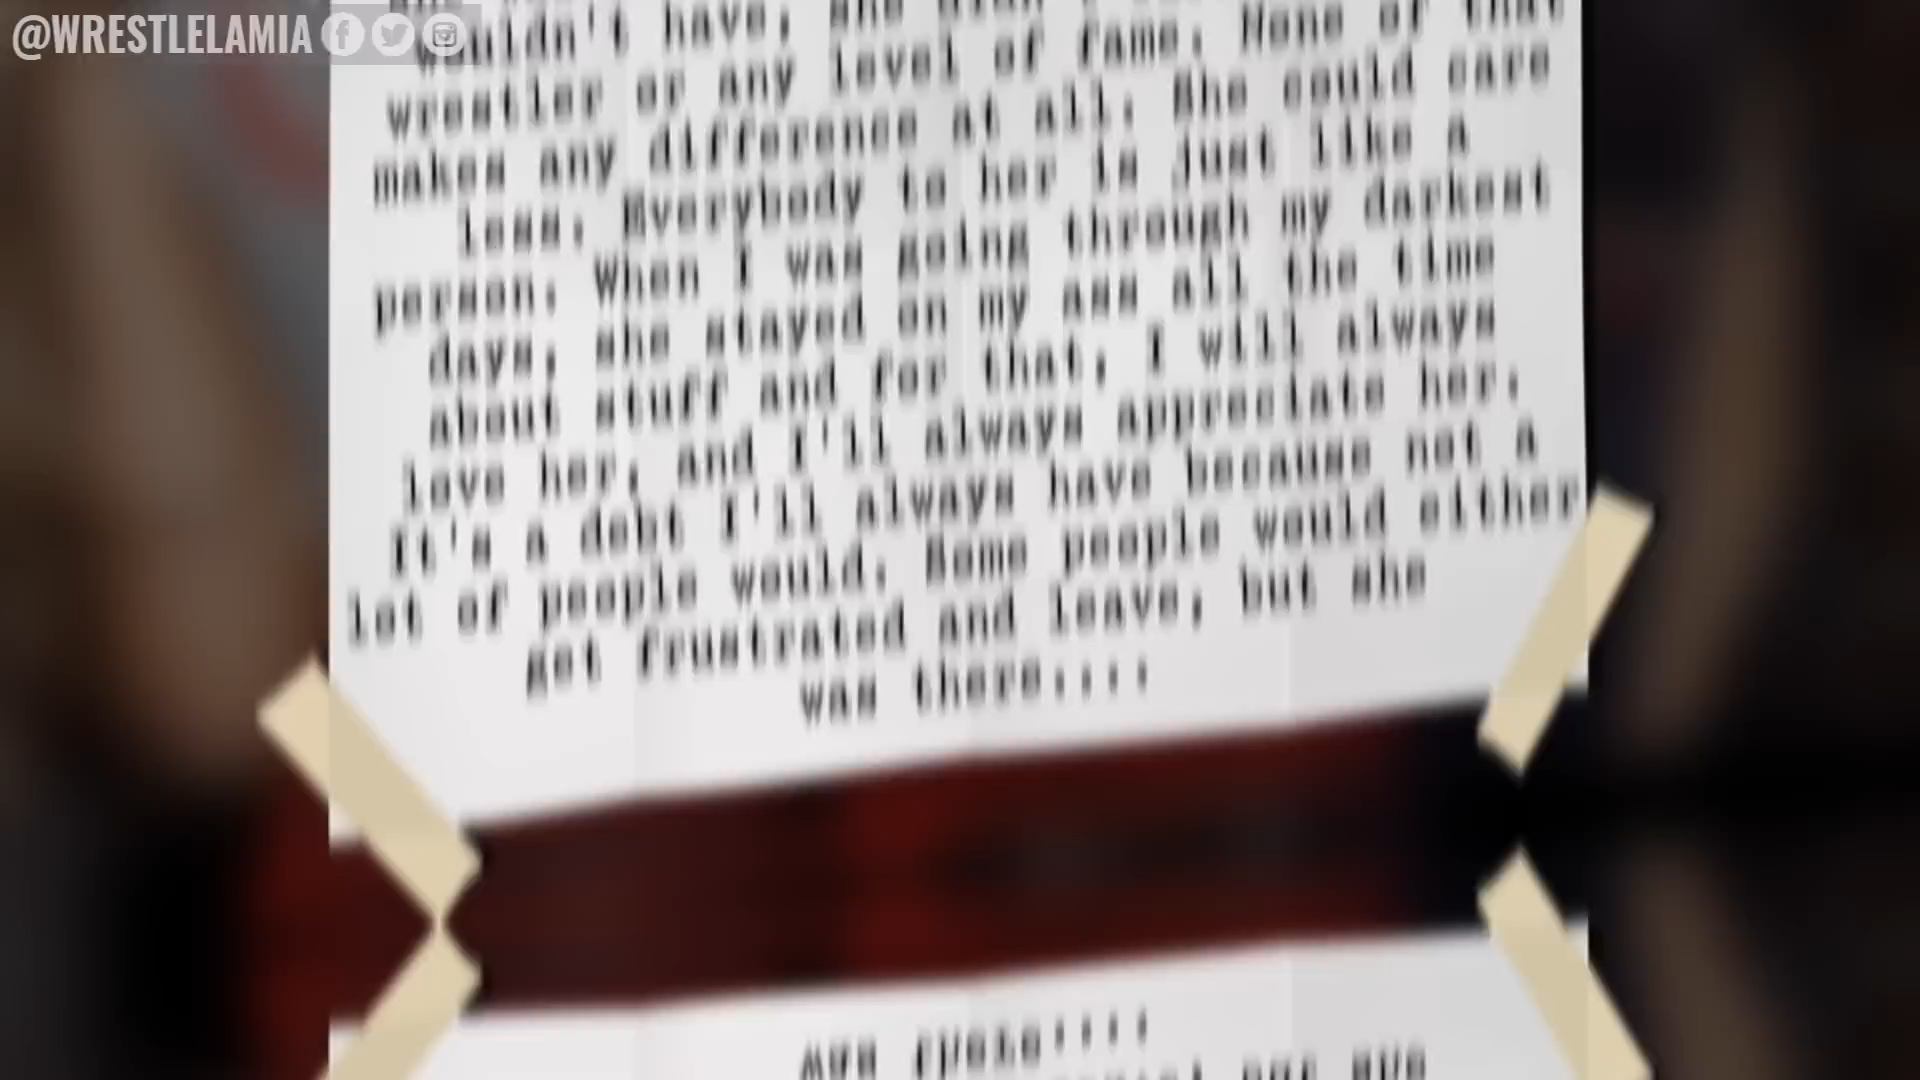 @WRESTLELAMIA
wouldn't have, she didn't
wrestler or any level of fame. None of that
makes any difference at all. She could care
less. Everybody to her is just like a
person. When I was going through my darkest
days, she stayed on my ass all the time
about stuff and for that, I will always
love her, and I'll always appreciate her.
It's a debt I'll always have because not a
lot of people would. Some people would either
get frustrated and leave, but she
was there....